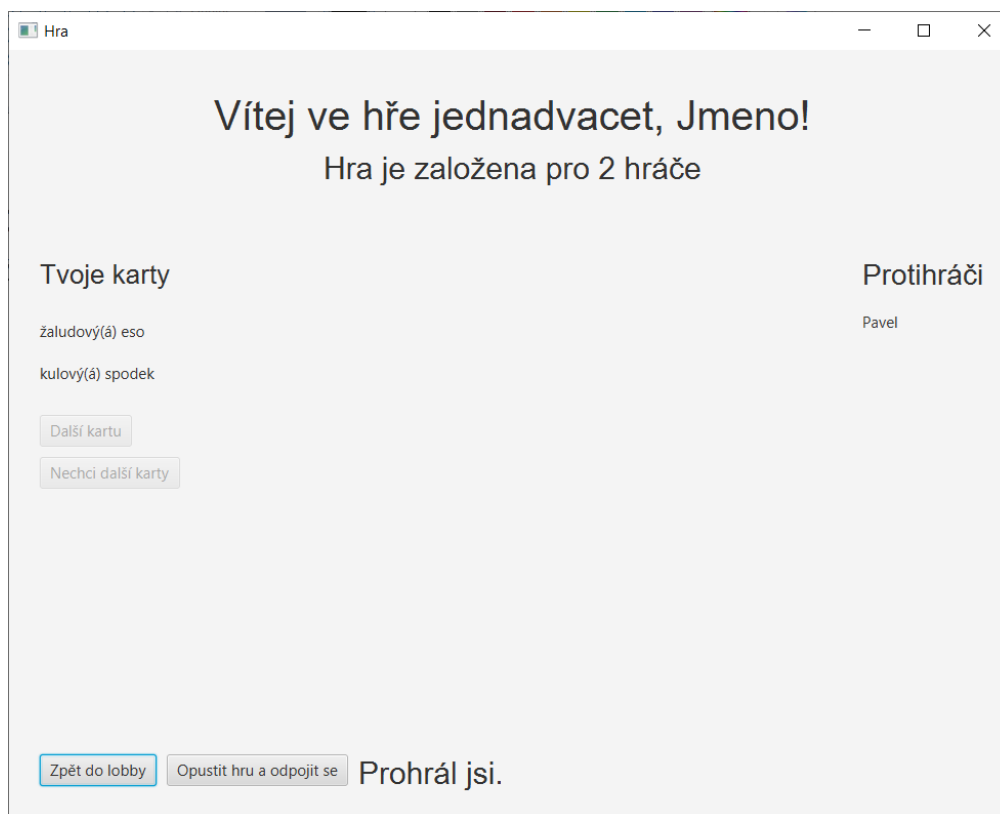 Hra
Vítej ve hře jednadvacet, Jmeno!
Hra je založena pro 2 hráče
Tvoje karty
žaludový(á) eso
kulový(á) spodek
Další kartu
Nechci další karty
Protihráči
Pavel
Zpět do lobby
Opustit hru a odpojit se
Prohrál jsi.